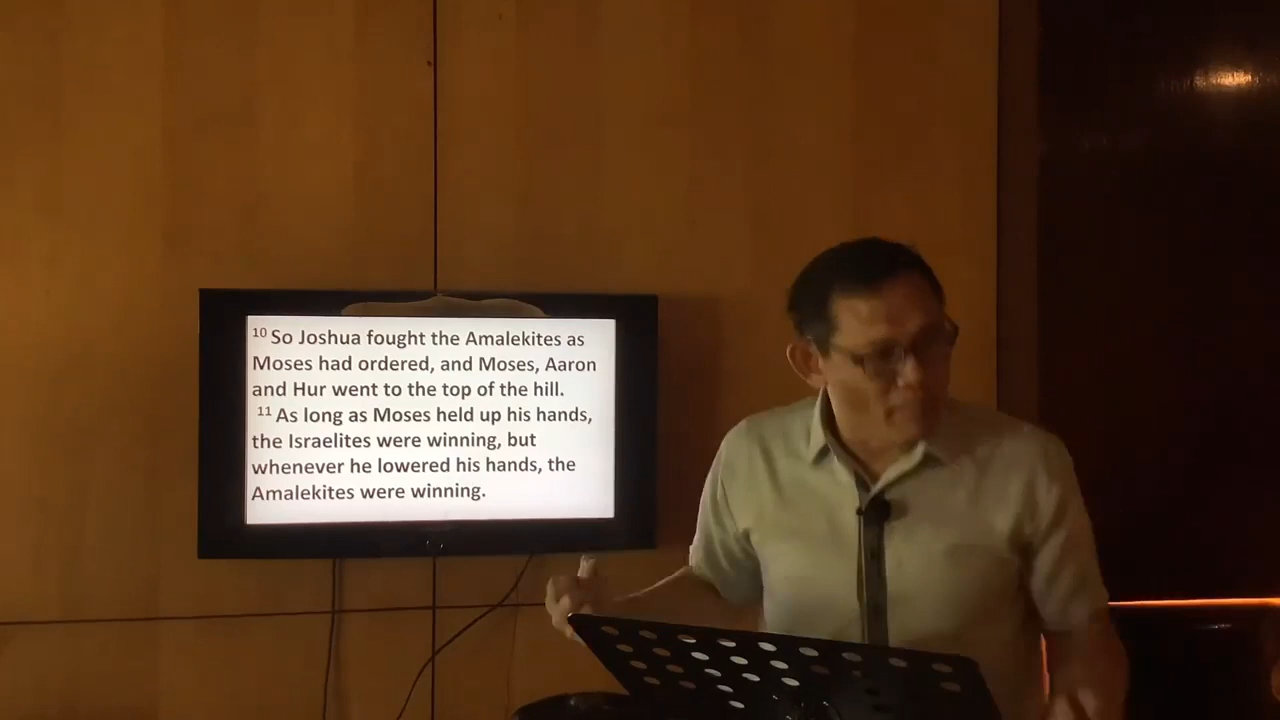 10 So Joshua fought the Amalekites as
Moses had ordered, and Moses, Aaron
and Hur went to the top of the hill.
11 As long as Moses held up his hands,
the Israelites were winning, but
whenever he lowered his hands, the
Amalekites were winning.